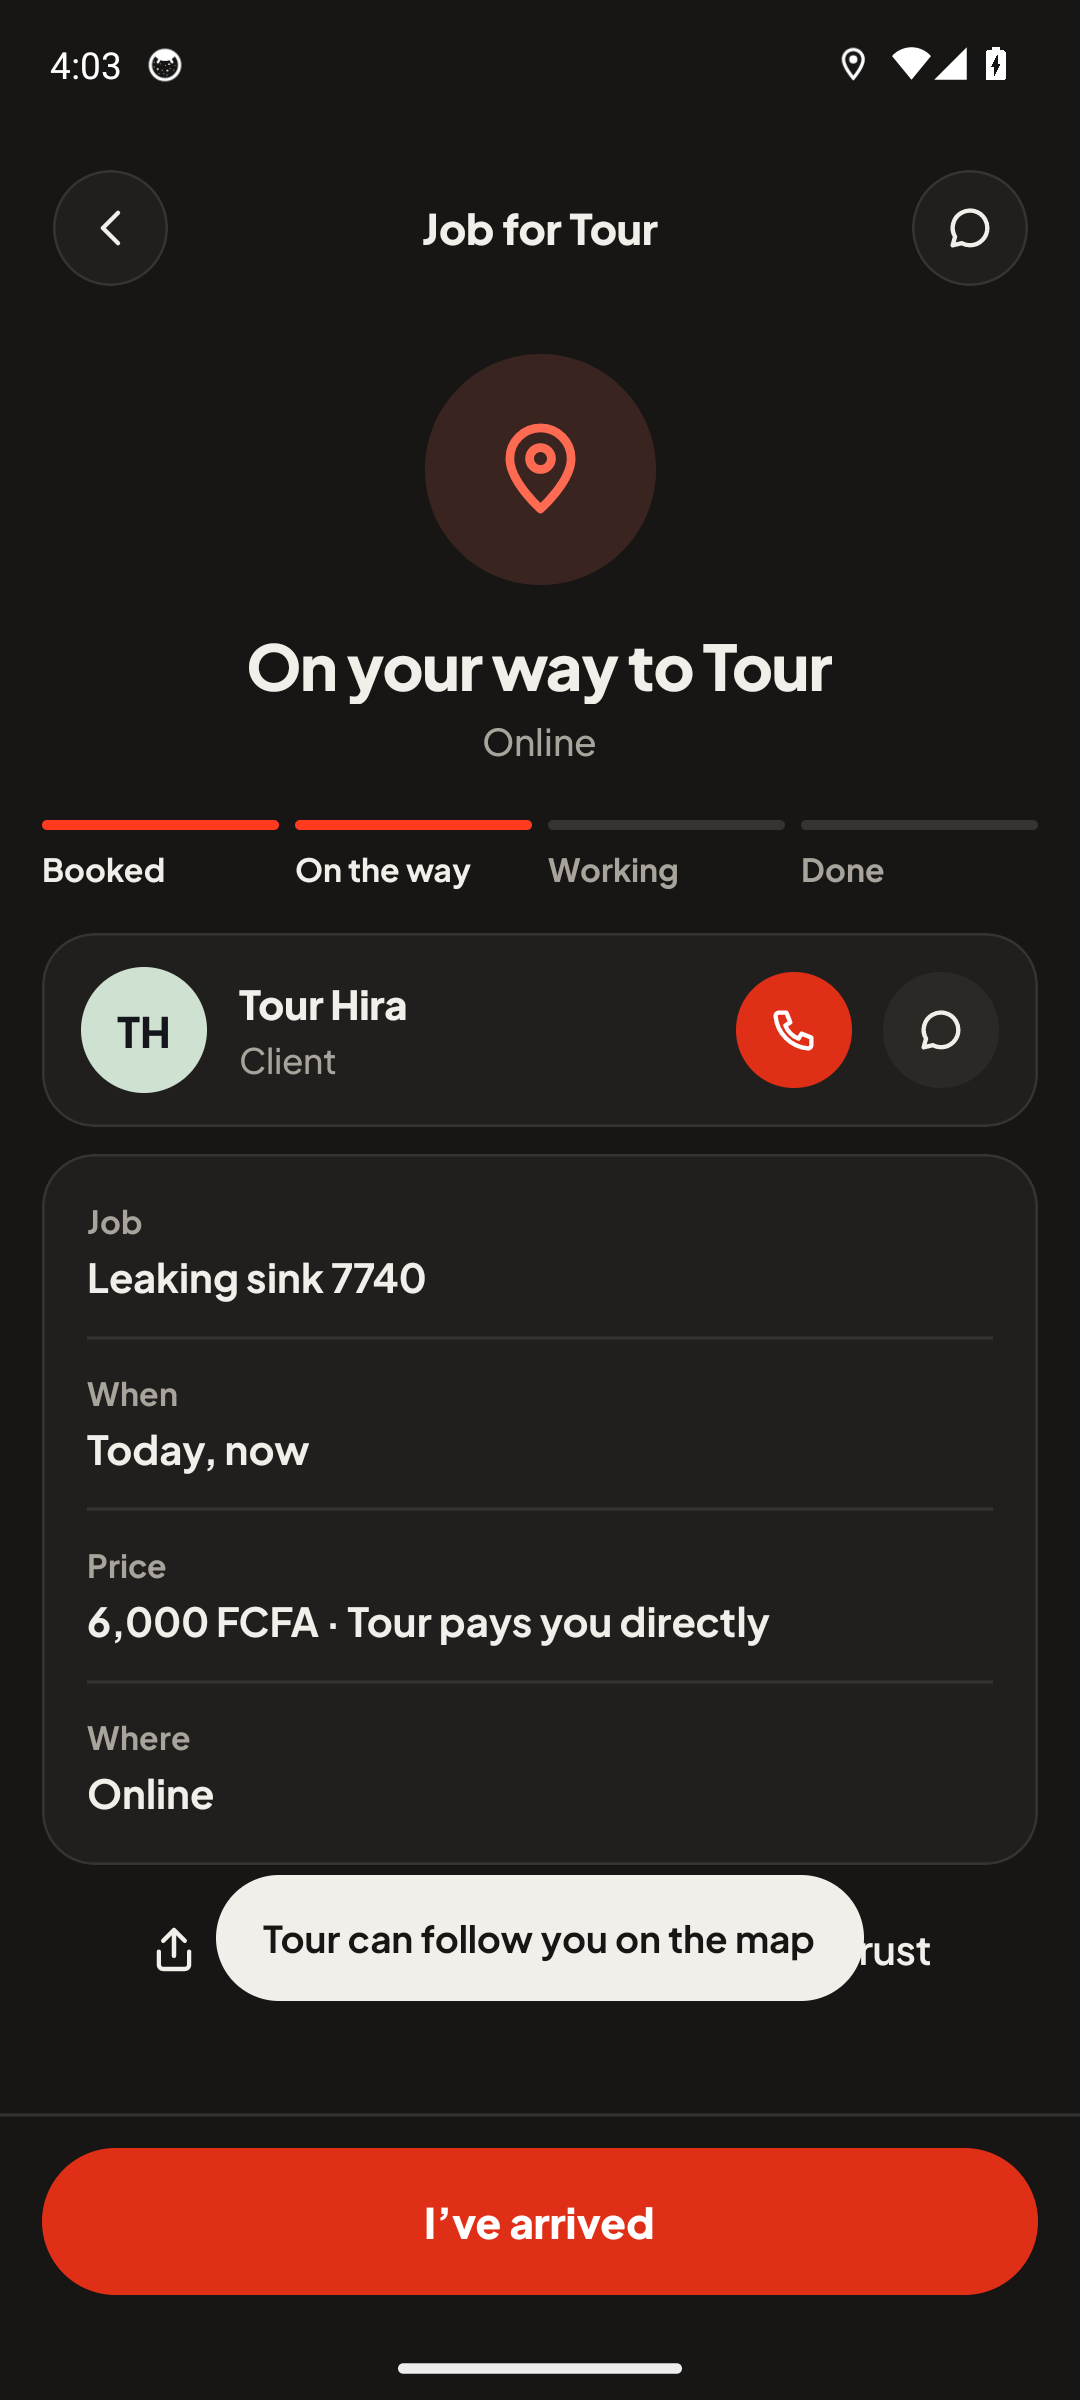 4:03
Job for Tour
On your way to Tour
Online
Booked
On the way
Working
Done
TH
Tour Hira
Client
Job
Leaking sink 7740
When
Today, now
Price
6,000 FCFA · Tour pays you directly
Where
Online
Tour can follow you on the map
rust
I’ve arrived